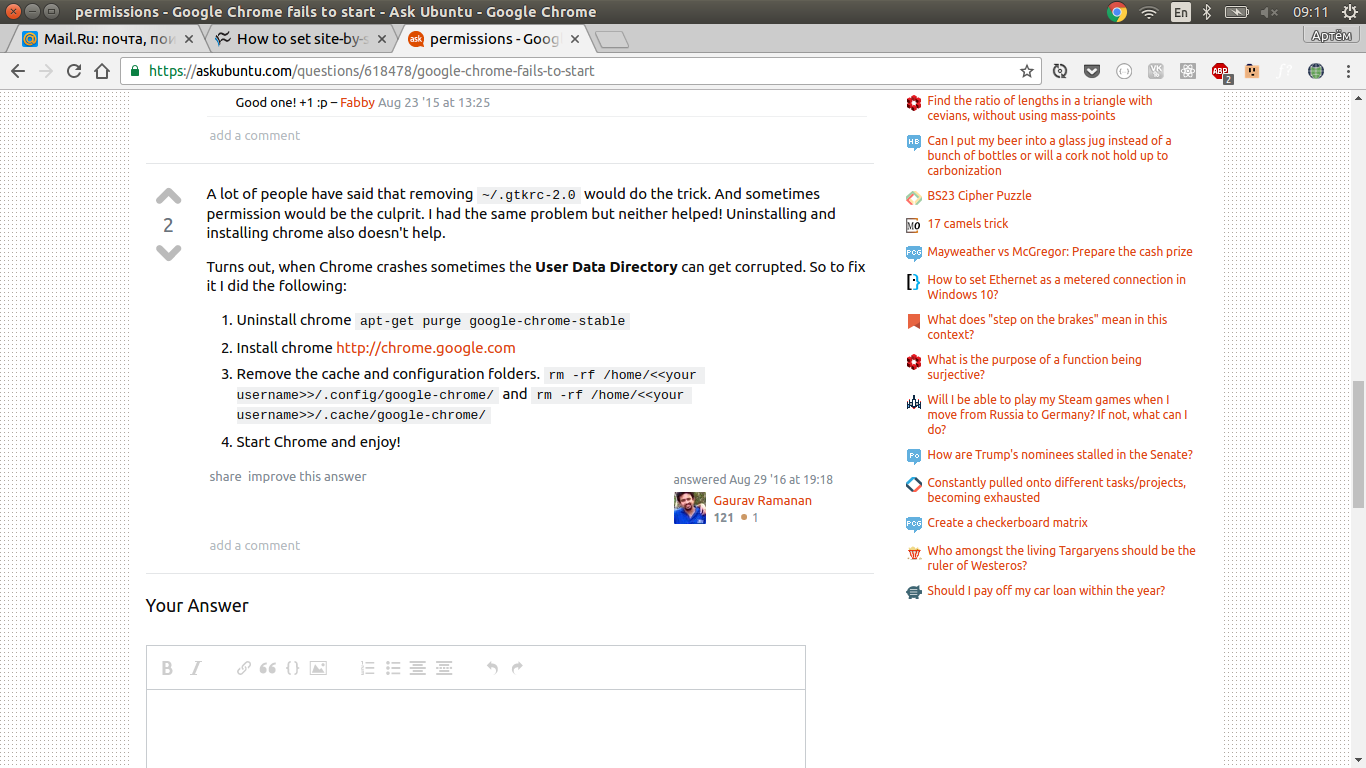 permissions - Google Chrome fails to start - Ask Ubuntu - Google Chrome
En
09:11
Mail.Ru: почта, пои
How to set site-by-s
permissions - Goog
Артём
https://askubuntu.com/questions/618478/google-chrome-fails-to-start
ABP
2
f?
Good one! +1 :p – Fabby Aug 23 '15 at 13:25
add a comment
2
A lot of people have said that removing ~/.gtkrc-2.0 would do the trick. And sometimes
permission would be the culprit. I had the same problem but neither helped! Uninstalling and
installing chrome also doesn't help.
Turns out, when Chrome crashes sometimes the User Data Directory can get corrupted. So to fix
it I did the following:
1. Uninstall chrome apt-get purge google-chrome-stable
2. Install chrome http://chrome.google.com
3. Remove the cache and configuration folders. rm -rf /home/<<your
username>>/.config/google-chrome/ and rm -rf /home/<<your
username>>/.cache/google-chrome/
4. Start Chrome and enjoy!
share improve this answer
answered Aug 29 '16 at 19:18
Gaurav Ramanan
121 1
add a comment
Your Answer
B I
Find the ratio of lengths in a triangle with
cevians, without using mass-points
HB
Can I put my beer into a glass jug instead of a
bunch of bottles or will a cork not hold up to
carbonization
BS23 Cipher Puzzle
MO
17 camels trick
PCG
Mayweather vs McGregor: Prepare the cash prize
How to set Ethernet as a metered connection in
Windows 10?
What does "step on the brakes" mean in this
context?
What is the purpose of a function being
surjective?
Will I be able to play my Steam games when I
move from Russia to Germany? If not, what can I
do?
Po
How are Trump's nominees stalled in the Senate?
Constantly pulled onto different tasks/projects,
becoming exhausted
PCG
Create a checkerboard matrix
Who amongst the living Targaryens should be the
ruler of Westeros?
Should I pay off my car loan within the year?